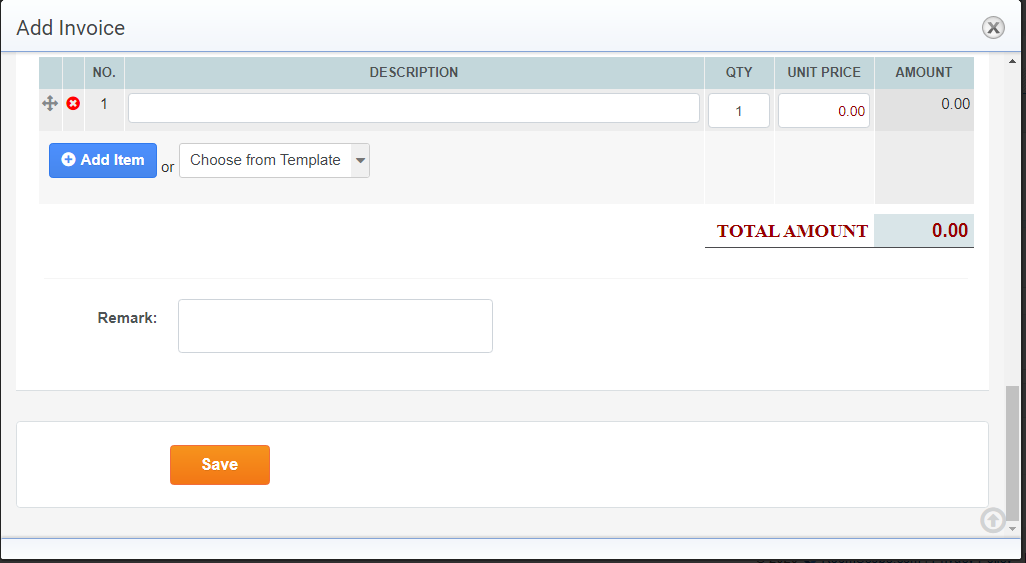 Add Invoice
NO. DESCRIPTION QTY UNIT PRICE AMOUNT
1 1 0.00 0.00
Add Item or Choose from Template
TOTAL AMOUNT 0.00
Remark:
Save